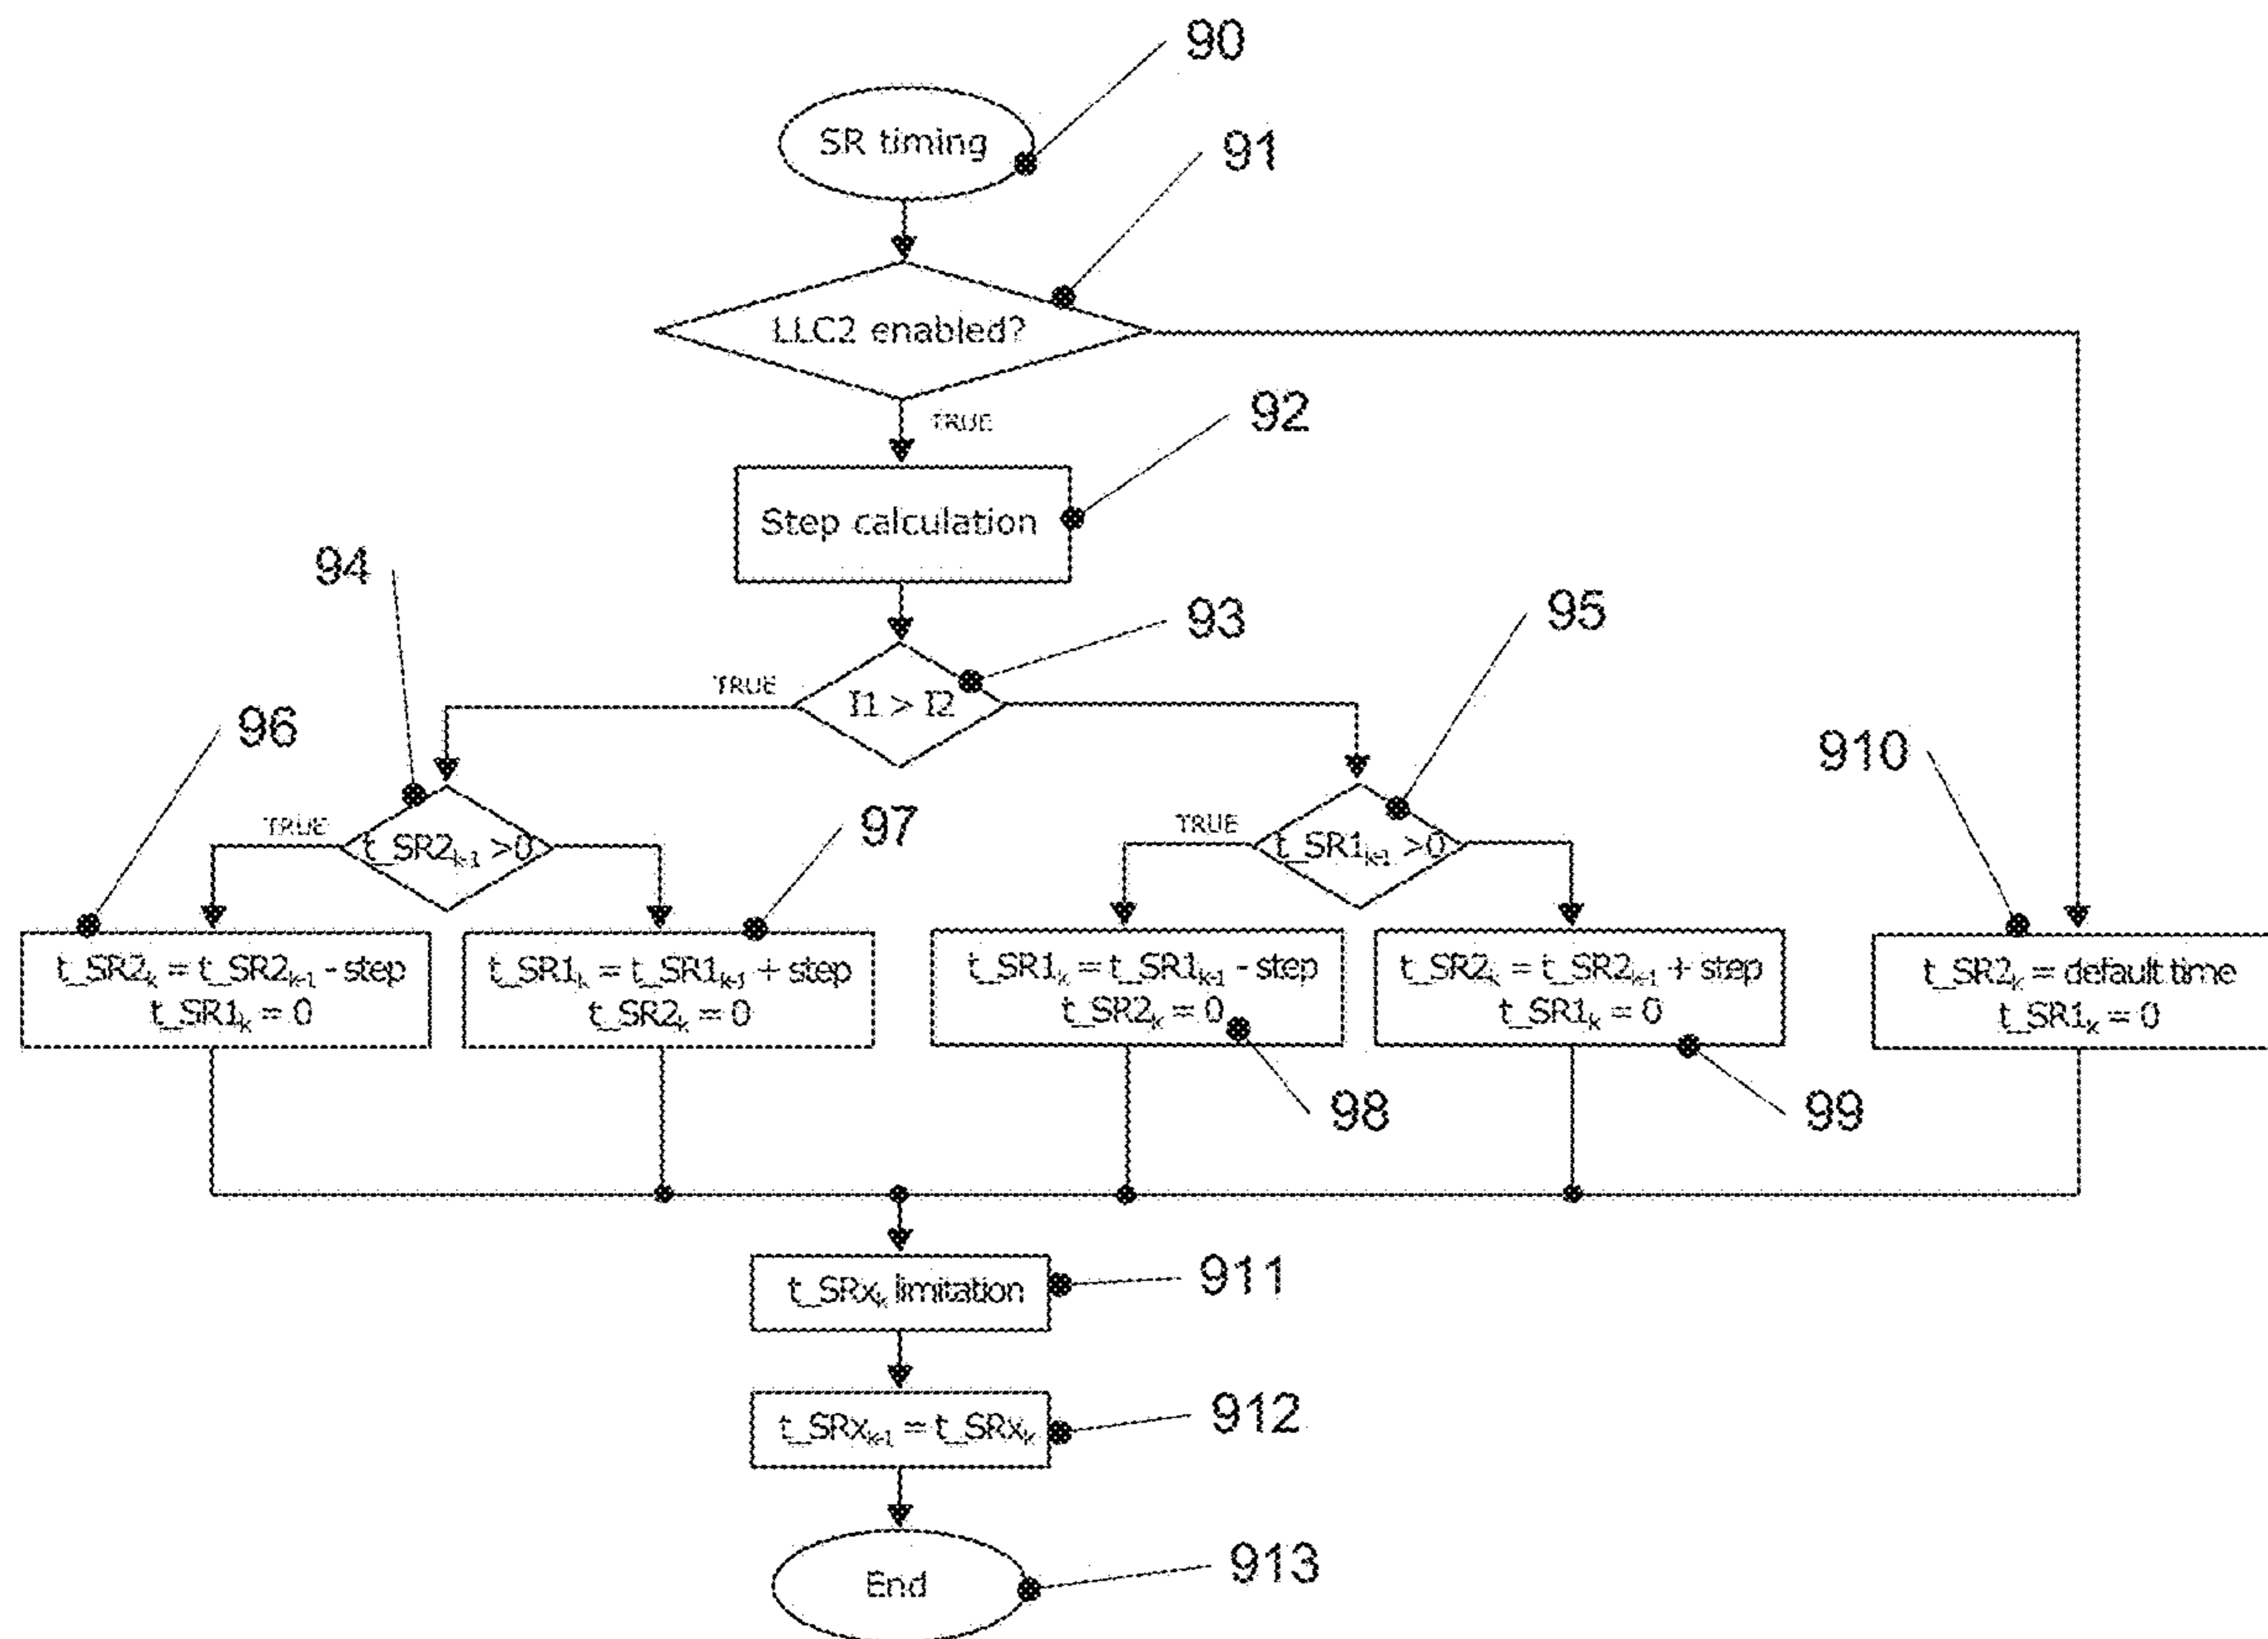 90
SR timing
91
LLC2 enabled?
TRUE
92
Step calculation
94
93
95
TRUE
I1 > I2
96
910
97
TRUE
t_SR2ₖ₋₁ >0
TRUE
t_SR1ₖ₋₁ >0
t_SR2ₖ = t_SR2ₖ₋₁ - step
t_SR1ₖ = 0
t_SR1ₖ = t_SR1ₖ₋₁ + step
t_SR2ₖ = 0
t_SR1ₖ = t_SR1ₖ₋₁ - step
t_SR2ₖ = 0
t_SR2ₖ = t_SR2ₖ₋₁ + step
t_SR1ₖ = 0
t_SR2ₖ = default time
t_SR1ₖ = 0
98
99
t_SRxₖ limitation
911
t_SRxₖ₋₁ = t_SRxₖ
912
End
913